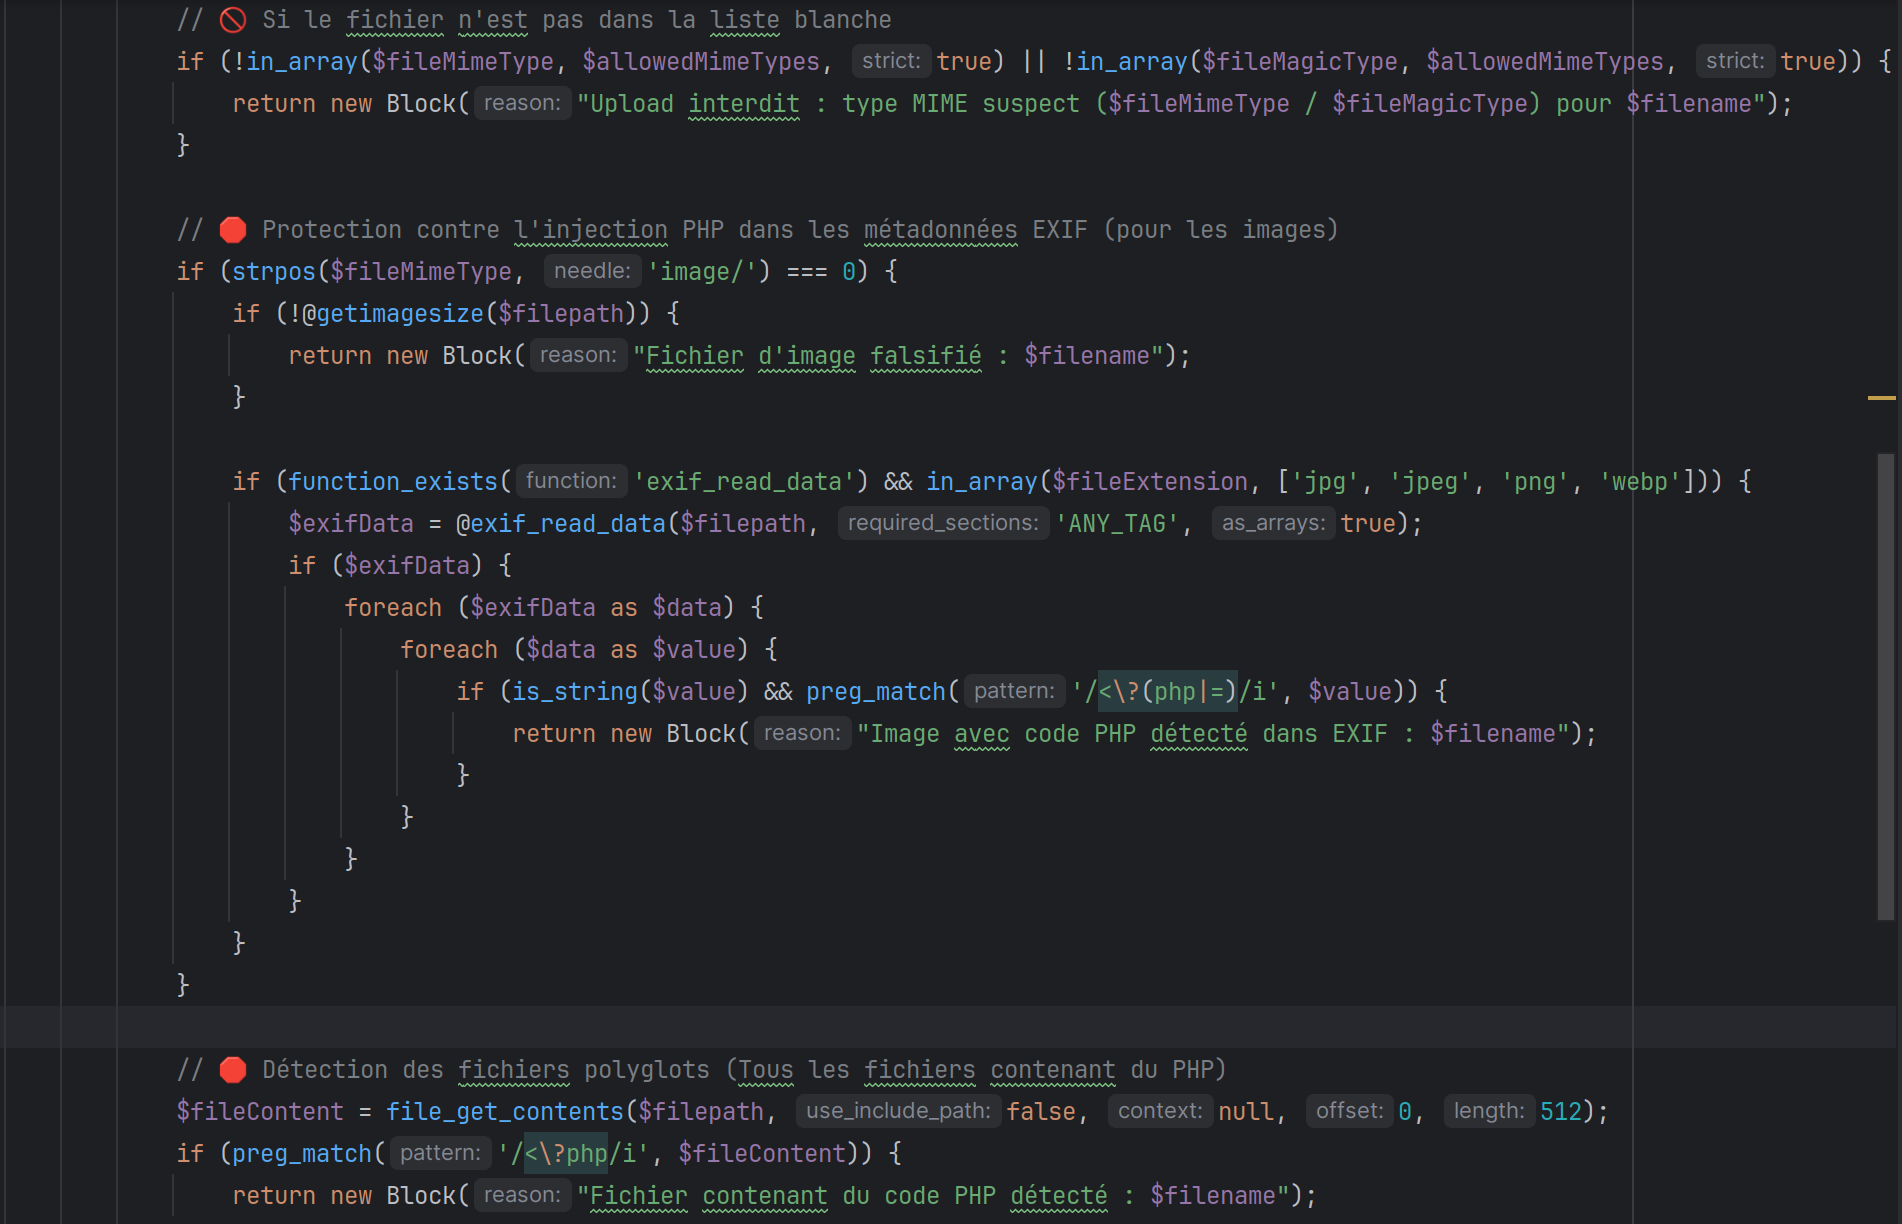 // 🚫 Si le fichier n'est pas dans la liste blanche
if (!in_array($fileMimeType, $allowedMimeTypes, strict: true) || !in_array($fileMagicType, $allowedMimeTypes, strict: true)) {
return new Block( reason: "Upload interdit : type MIME suspect ($fileMimeType / $fileMagicType) pour $filename");
}
// 🛑 Protection contre l'injection PHP dans les métadonnées EXIF (pour les images)
if (strpos($fileMimeType, needle: 'image/') === 0) {
if (!@getimagesize($filepath)) {
return new Block( reason: "Fichier d'image falsifié : $filename");
}
if (function_exists( function: 'exif_read_data') && in_array($fileExtension, ['jpg', 'jpeg', 'png', 'webp'])) {
$exifData = @exif_read_data($filepath, required_sections: 'ANY_TAG', as_arrays: true);
if ($exifData) {
foreach ($exifData as $data) {
foreach ($data as $value) {
if (is_string($value) && preg_match( pattern: '/<\?(php|=)/i', $value)) {
return new Block( reason: "Image avec code PHP détecté dans EXIF : $filename");
}
}
}
}
}
}
// 🛑 Détection des fichiers polyglots (Tous les fichiers contenant du PHP)
$fileContent = file_get_contents($filepath, use_include_path: false, context: null, offset: 0, length: 512);
if (preg_match( pattern: '/<\?php/i', $fileContent)) {
return new Block( reason: "Fichier contenant du code PHP détecté : $filename");